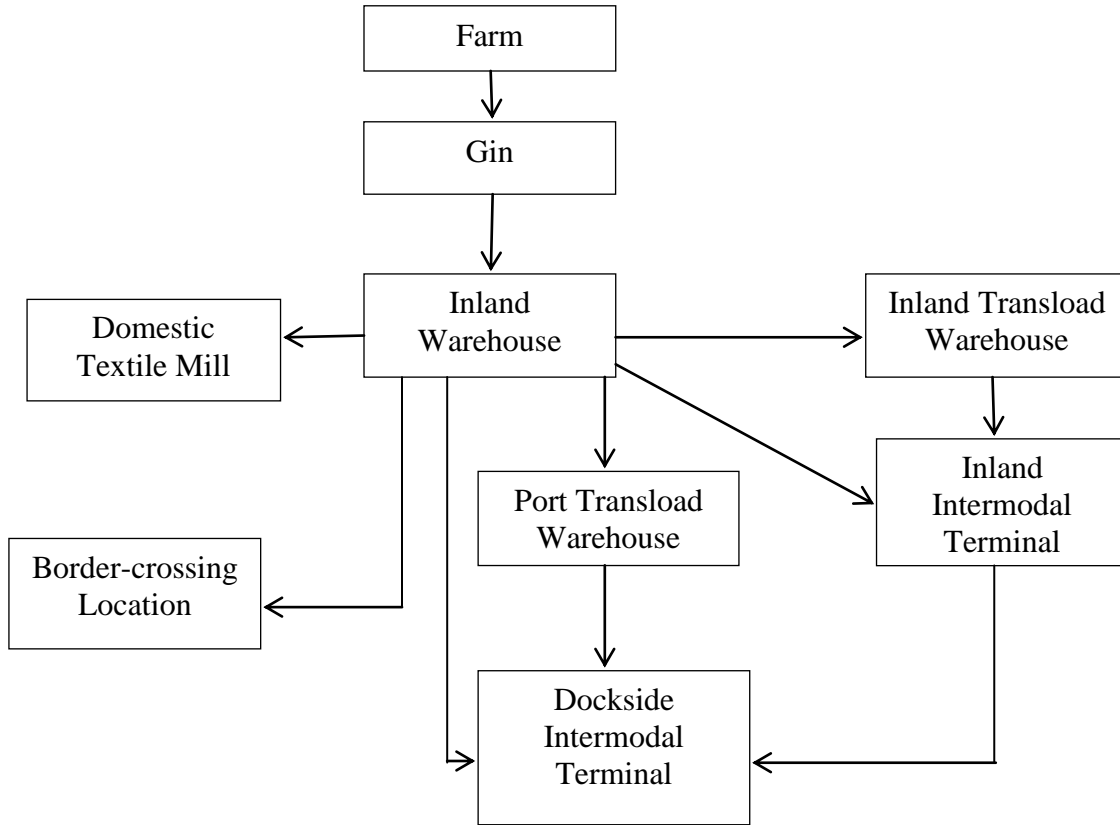 Farm
Gin
Inland
Warehouse
Inland Transload
Warehouse
Domestic
Textile Mill
Port Transload
Warehouse
Inland
Intermodal
Terminal
Border-crossing
Location
Dockside
Intermodal
Terminal